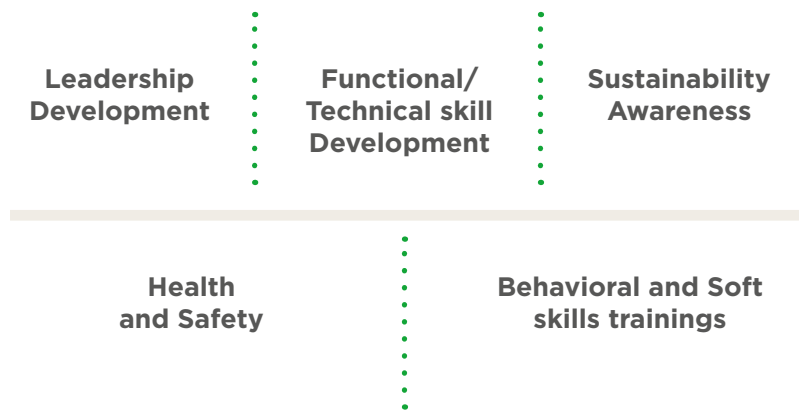 Leadership
Development
Functional/
Technical skill
Development
Sustainability
Awareness
Health
and Safety
Behavioral and Soft
skills trainings